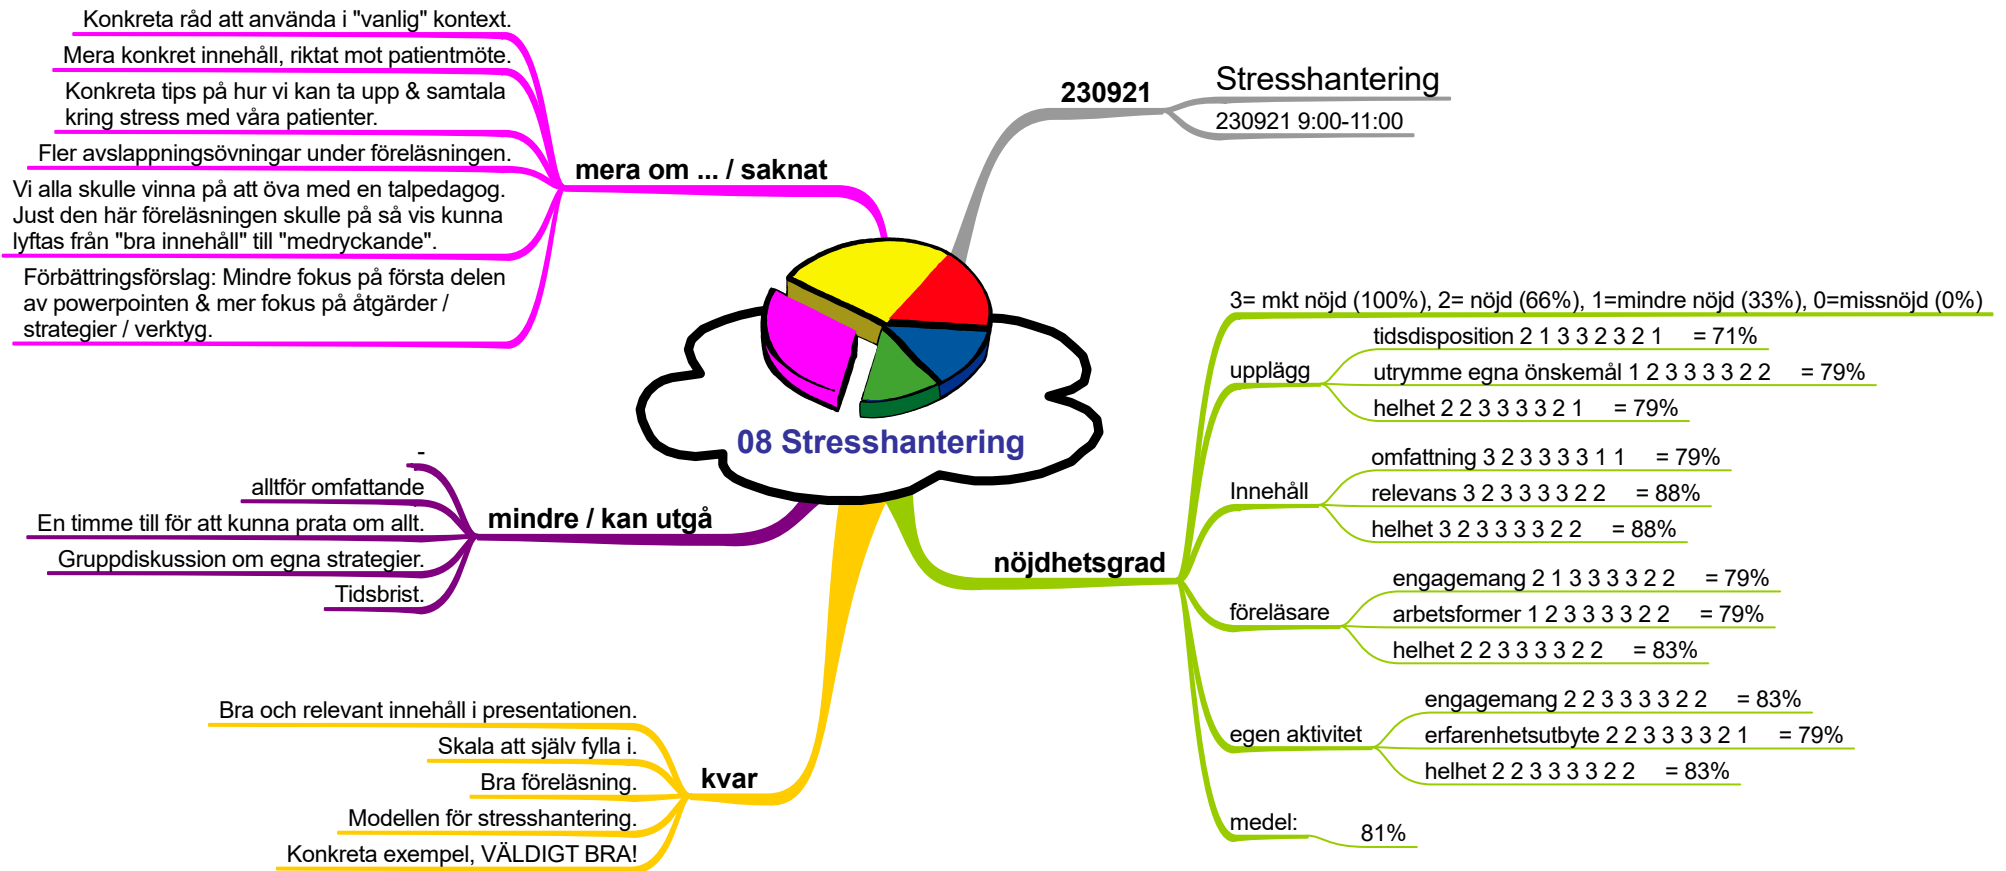 08 Stresshantering
230921
Stresshantering
230921 9:00-11:00
nöjdhetsgrad
3= mkt nöjd (100%), 2= nöjd (66%), 1=mindre nöjd (33%), 0=missnöjd (0%)
upplägg
tidsdisposition 2 1 3 3 2 3 2 1 = 71%
utrymme egna önskemål 1 2 3 3 3 3 2 2 = 79%
helhet 2 2 3 3 3 3 2 1 = 79%
Innehåll
omfattning 3 2 3 3 3 3 1 1 = 79%
relevans 3 2 3 3 3 3 2 2 = 88%
helhet 3 2 3 3 3 3 2 2 = 88%
föreläsare
engagemang 2 1 3 3 3 3 2 2 = 79%
arbetsformer 1 2 3 3 3 3 2 2 = 79%
helhet 2 2 3 3 3 3 2 2 = 83%
egen aktivitet
engagemang 2 2 3 3 3 3 2 2 = 83%
erfarenhetsutbyte 2 2 3 3 3 3 2 1 = 79%
helhet 2 2 3 3 3 3 2 2 = 83%
medel:
81%
kvar
Bra och relevant innehåll i presentationen.
Skala att själv fylla i.
Bra föreläsning.
Modellen för stresshantering.
Konkreta exempel, VÄLDIGT BRA!
mindre / kan utgå
-
alltför omfattande
En timme till för att kunna prata om allt.
Gruppdiskussion om egna strategier.
Tidsbrist.
mera om ... / saknat
Konkreta råd att använda i "vanlig" kontext.
Mera konkret innehåll, riktat mot patientmöte.
Konkreta tips på hur vi kan ta upp & samtala
kring stress med våra patienter.
Fler avslappningsövningar under föreläsningen.
Vi alla skulle vinna på att öva med en talpedagog.
Just den här föreläsningen skulle på så vis kunna
lyftas från "bra innehåll" till "medryckande".
Förbättringsförslag: Mindre fokus på första delen
av powerpointen & mer fokus på åtgärder /
strategier / verktyg.